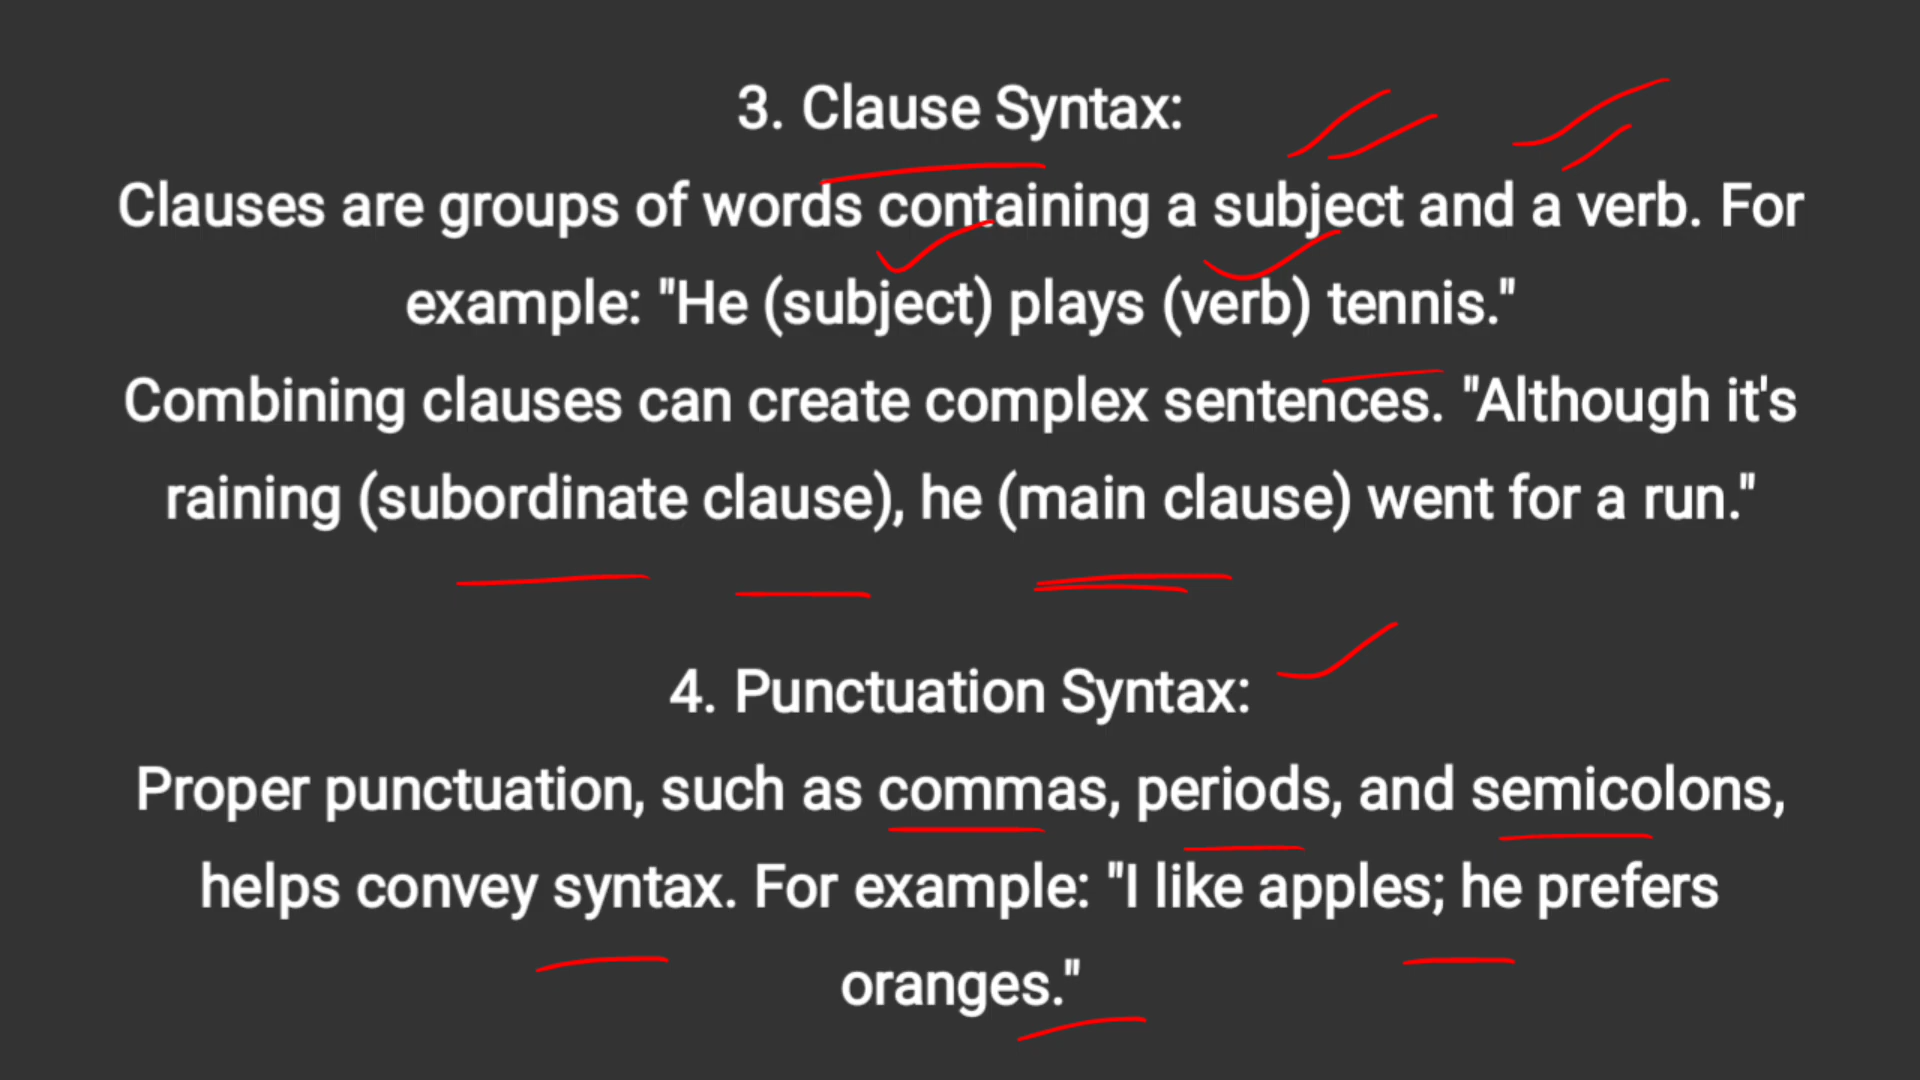 3. Clause Syntax:
Clauses are groups of words containing a subject and a verb. For
example: "He (subject) plays (verb) tennis."
Combining clauses can create complex sentences. "Although it's
raining (subordinate clause), he (main clause) went for a run."
4. Punctuation Syntax:
Proper punctuation, such as commas, periods, and semicolons,
helps convey syntax. For example: "I like apples; he prefers
oranges."